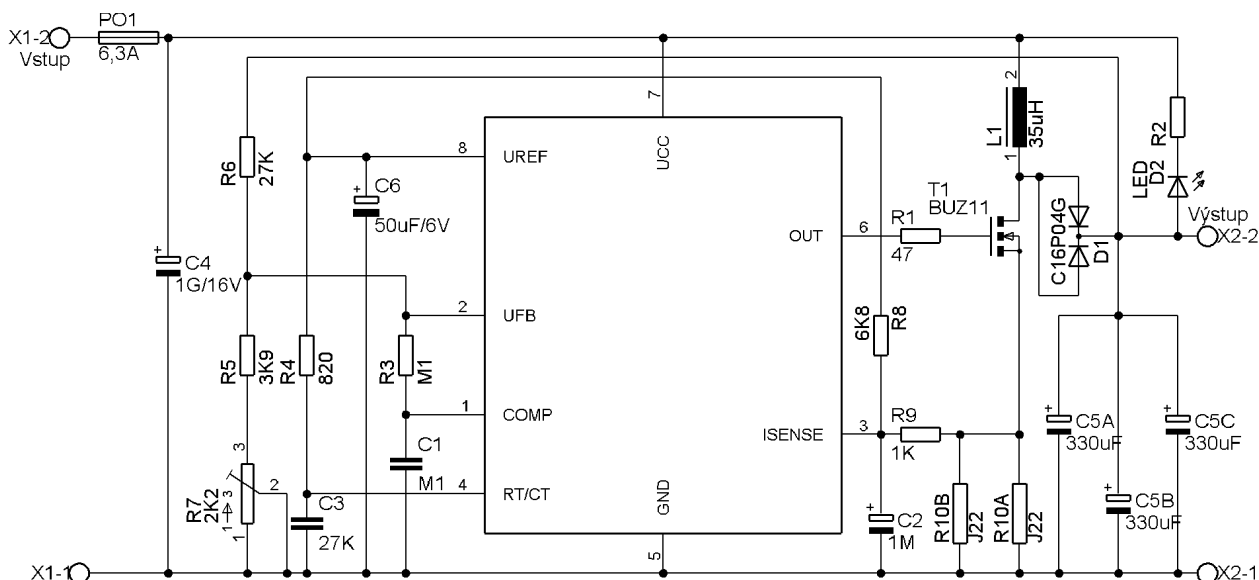 PO1
X1-2
6,3A
Vstup
2
7
L1
35uH
1
R2
UCC
8
UREF
R6
27K
C6
50uF/6V
LED
D2
T1
BUZ11
C16P04G
D1
Výstup
X2-2
OUT
6
R1
47
C4
1G/16V
2
UFB
6K8
R8
R5
3K9
R4
820
R3
M1
1
COMP
ISENSE
3
R9
1K
C5A
330uF
C5C
330uF
C1
M1
3
2
R7
2K2
1
3
1
4
RT/CT
GND
C3
27K
5
C2
1M
R10B
J22
R10A
J22
C5B
330uF
X1-1
X2-1